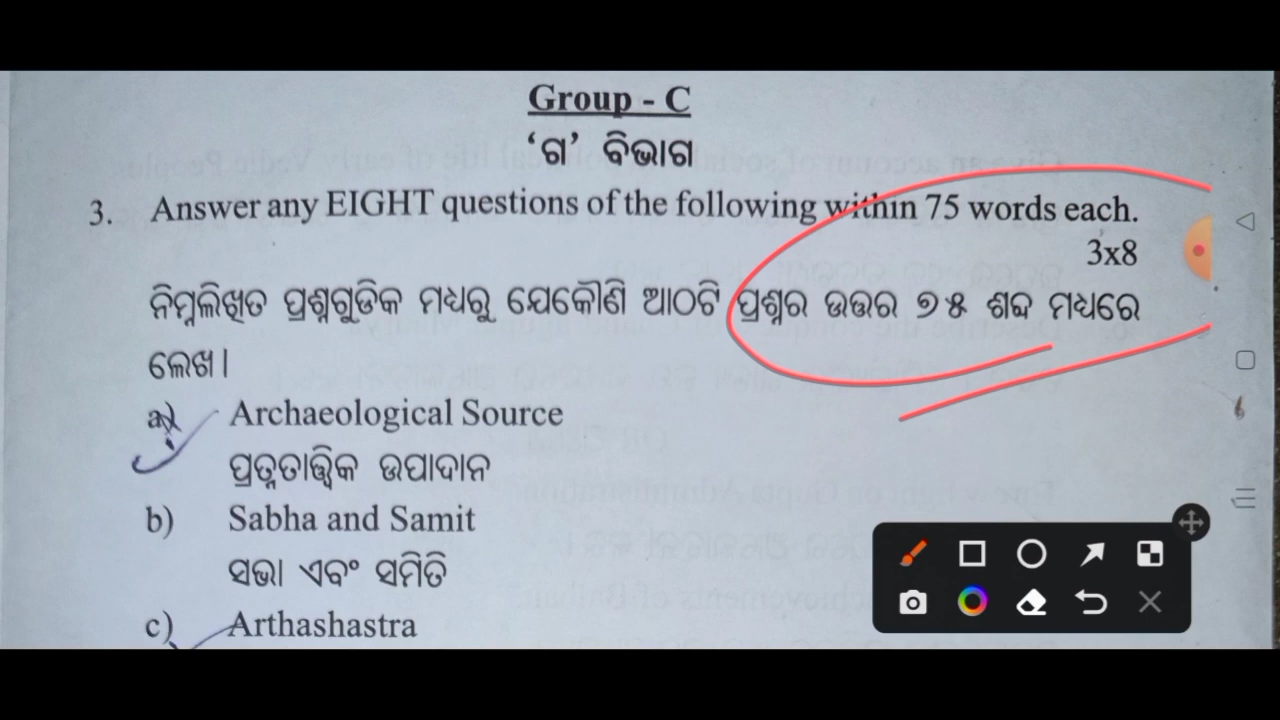 Group - C
‘ଗ’ ବିଭାଗ
3. Answer any EIGHT questions of the following within 75 words each.
3x8
ନିମ୍ନଲିଖିତ ପ୍ରଶ୍ନଗୁଡିକ ମଧ୍ୟରୁ ଯେକୌଣି ଆଠଟି ପ୍ରଶ୍ନର ଉତ୍ତର ୭୫ ଶବ୍ଦ ମଧ୍ୟରେ
ଲେଖ।
a) Archaeological Source
ପ୍ରତ୍ନତାତ୍ତ୍ୱିକ ଉପାଦାନ
b) Sabha and Samit
ସଭା ଏବଂ ସମିତି
c) Arthashastra